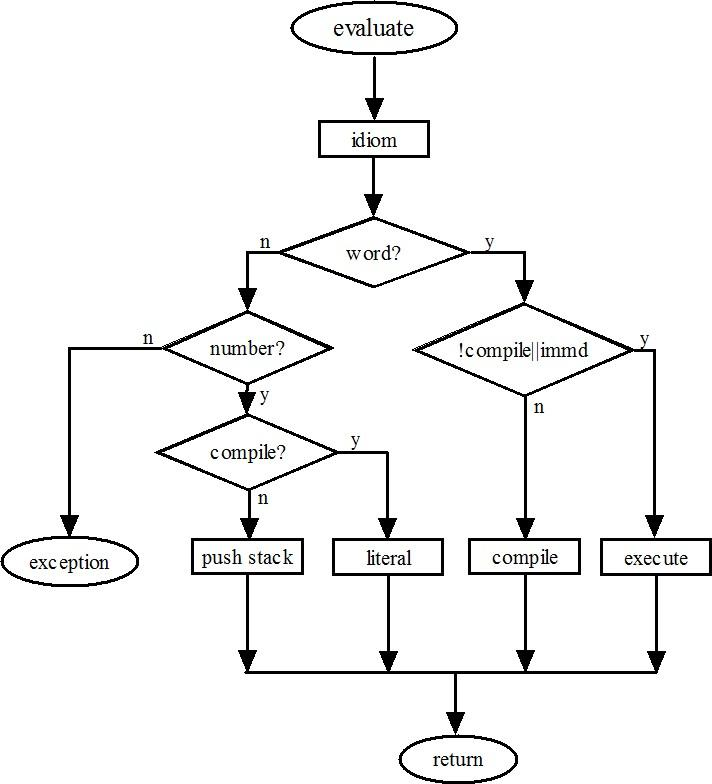 evaluate
idiom
word?
n
y
number?
!compile||immd
n
y
y
n
compile?
y
n
exception
push stack
literal
compile
execute
return